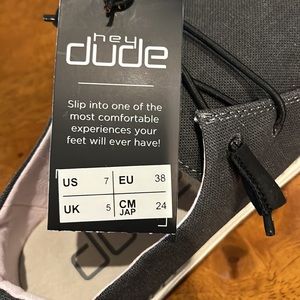 hey
dude
Slip into one of the
most comfortable
experiences your
feet will ever have!
US 7 EU 38
UK 5 CM JAP 24
dude